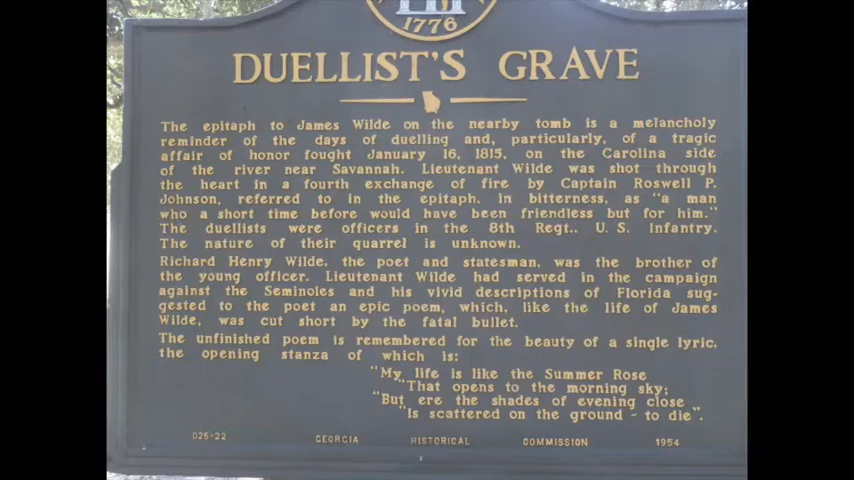 1776
DUELLIST'S GRAVE
The epitaph to James Wilde on the nearby tomb is a melancholy
reminder of the days of duelling and, particularly, of a tragic
affair of honor fought January 16, 1815, on the Carolina side
of the river near Savannah. Lieutenant Wilde was shot through
the heart in a fourth exchange of fire by Captain Roswell P.
Johnson, referred to in the epitaph, in bitterness, as "a man
who a short time before would have been friendless but for him."
The duellists were officers in the 8th Regt., U. S. Infantry.
The nature of their quarrel is unknown.
Richard Henry Wilde, the poet and statesman, was the brother of
the young officer. Lieutenant Wilde had served in the campaign
against the Seminoles and his vivid descriptions of Florida sug-
gested to the poet an epic poem, which, like the life of James
Wilde, was cut short by the fatal bullet.
The unfinished poem is remembered for the beauty of a single lyric,
the opening stanza of which is:
"My life is like the Summer Rose
"That opens to the morning sky;
"But ere the shades of evening close
"Is scattered on the ground - to die".
025-22 GEORGIA HISTORICAL COMMISSION 1954